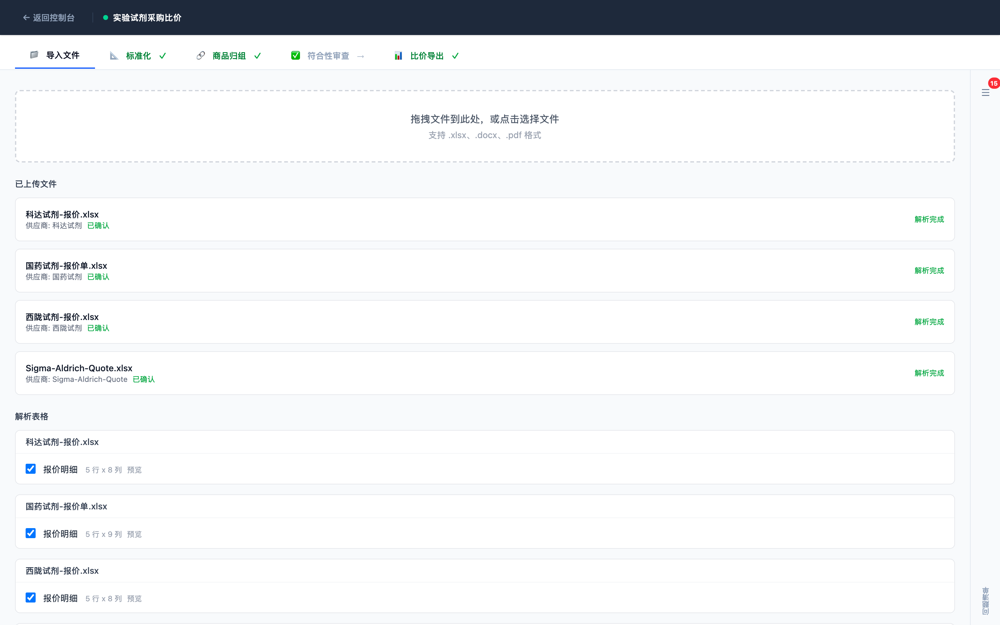 ← 返回控制台
实验试剂采购比价
导入文件
标准化 ✓
商品归组 ✓
符合性审查 →
比价导出 ✓
15
拖拽文件到此处，或点击选择文件
支持 .xlsx、.docx、.pdf 格式
已上传文件
科达试剂-报价.xlsx
供应商: 科达试剂 已确认
解析完成
国药试剂-报价单.xlsx
供应商: 国药试剂 已确认
解析完成
西陇试剂-报价.xlsx
供应商: 西陇试剂 已确认
解析完成
Sigma-Aldrich-Quote.xlsx
供应商: Sigma-Aldrich-Quote 已确认
解析完成
解析表格
科达试剂-报价.xlsx
报价明细 5 行 x 8 列 预览
国药试剂-报价单.xlsx
报价明细 5 行 x 9 列 预览
西陇试剂-报价.xlsx
报价明细 5 行 x 8 列 预览
问题清单